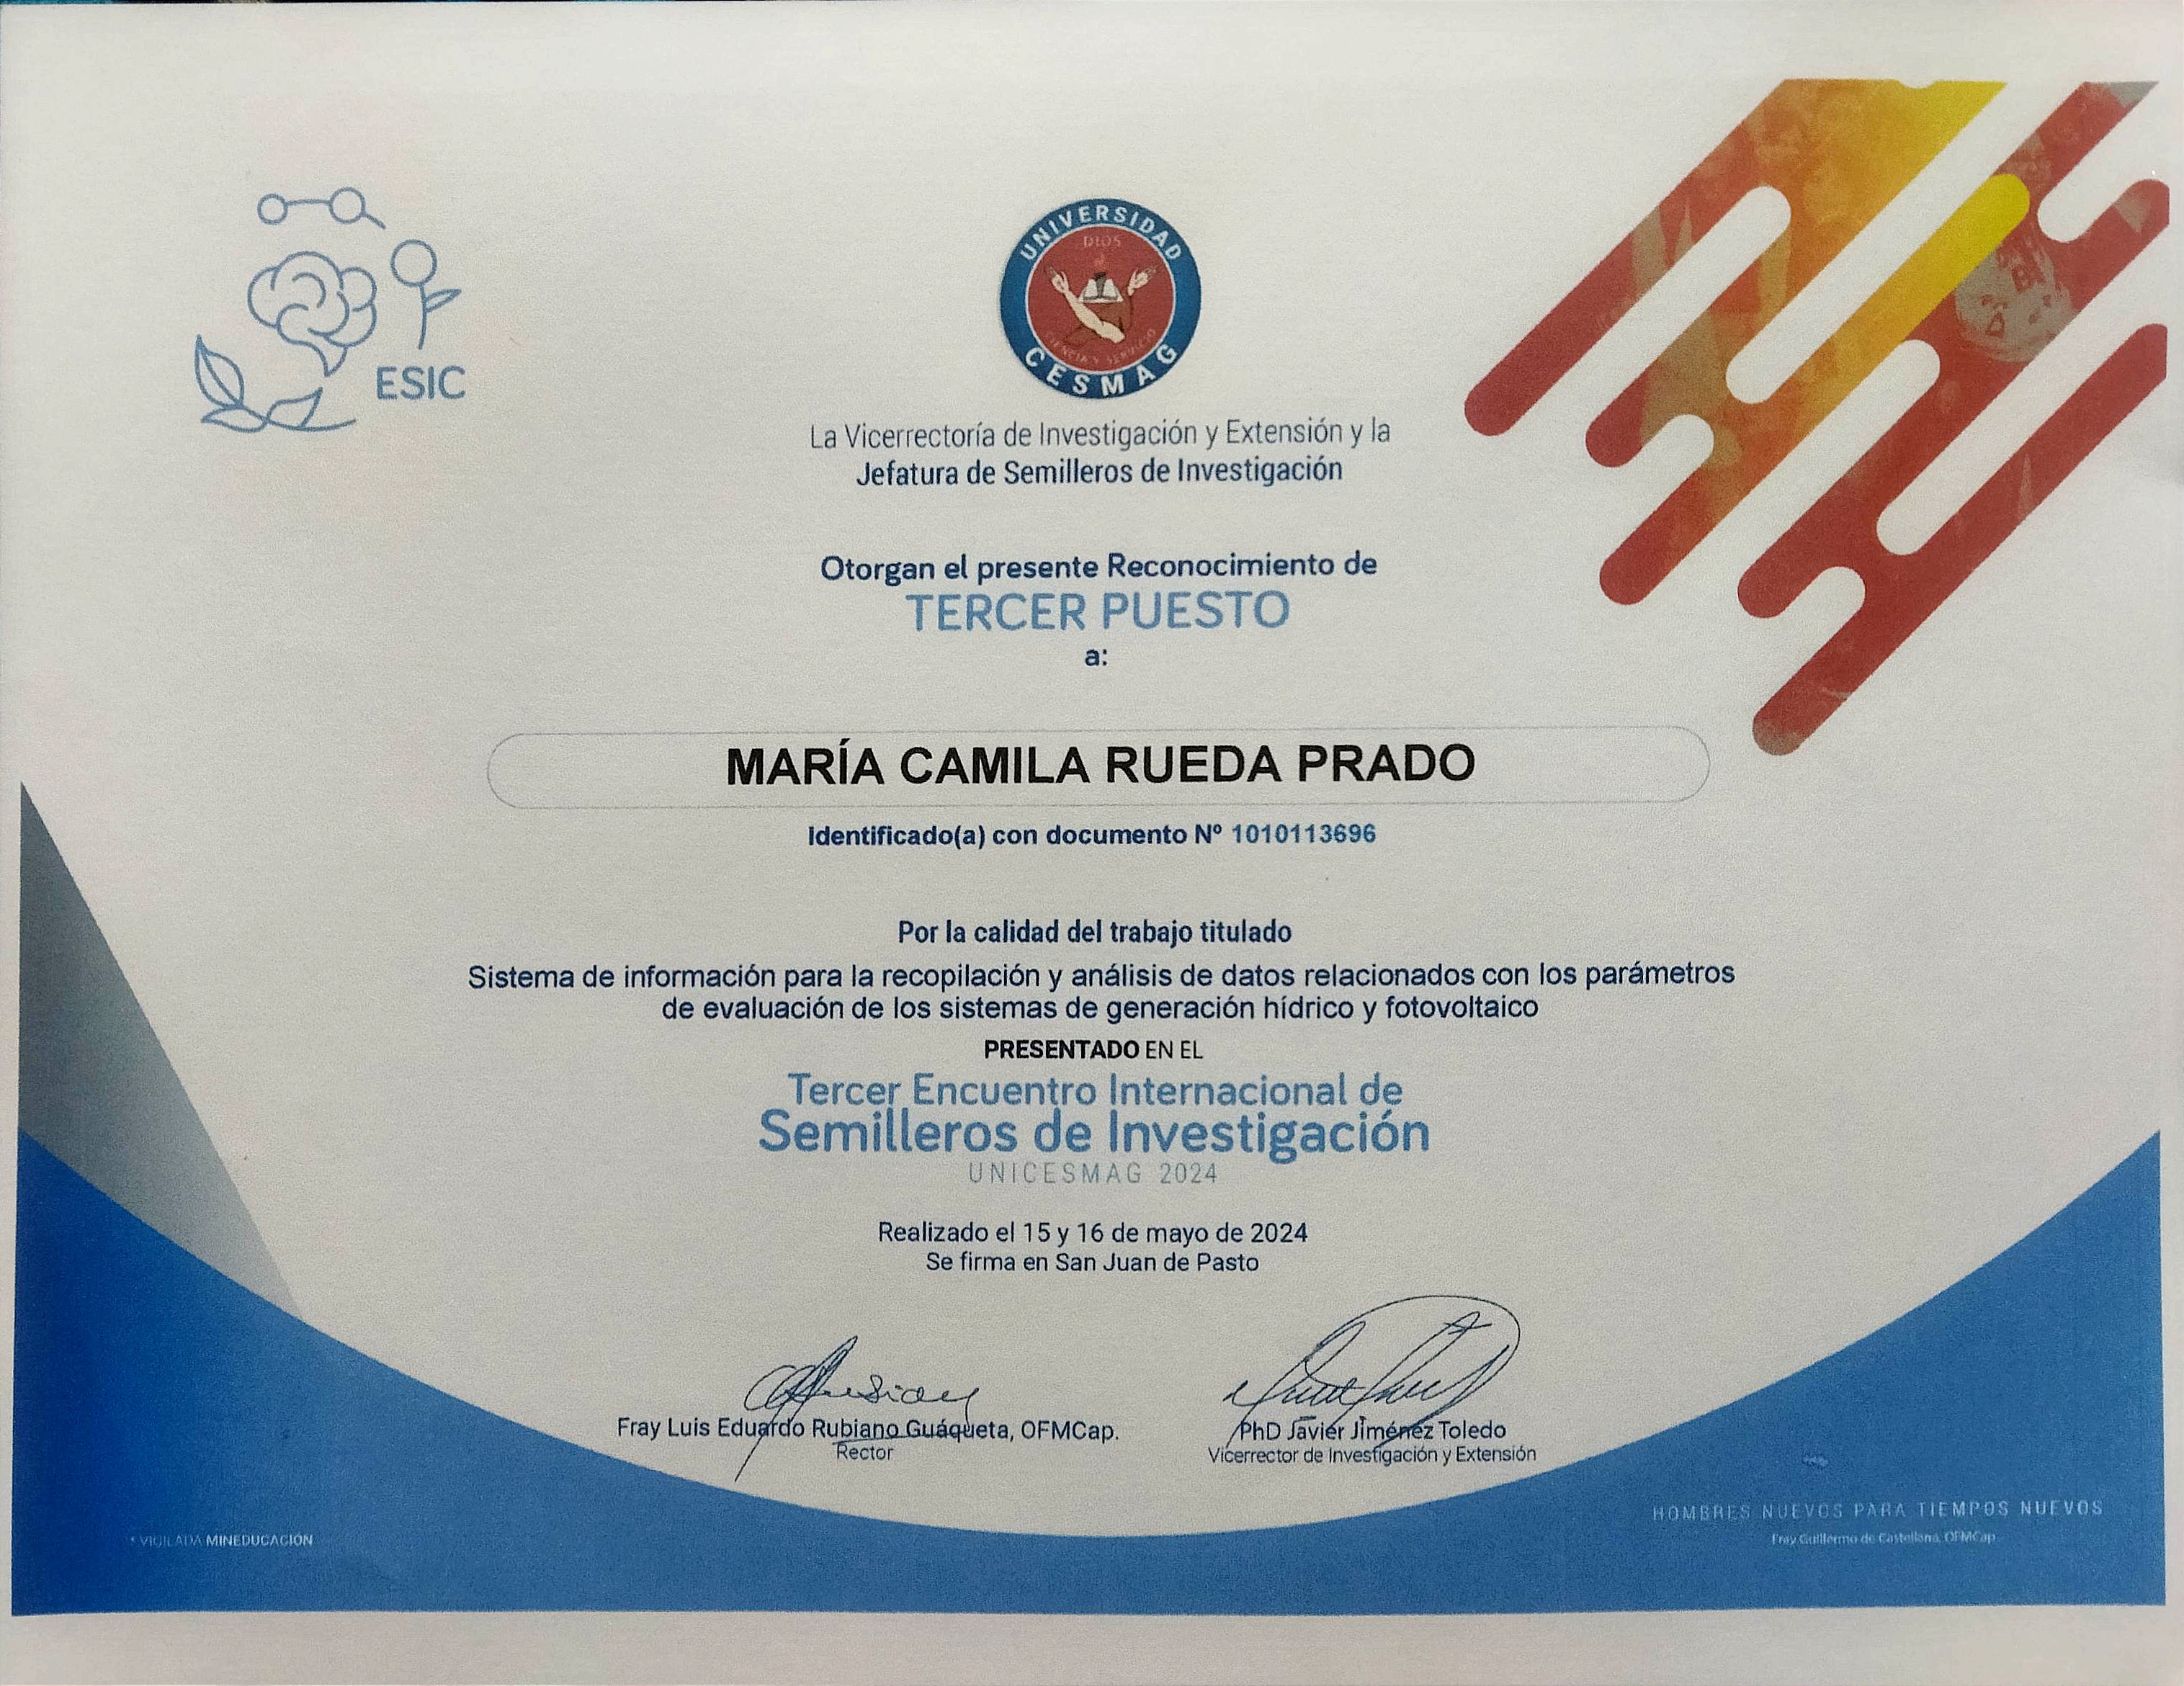 ESIC
UNIVERSIDAD
DIOS
CIENCIA Y SERVICIO
CESMAG
La Vicerrectoría de Investigación y Extensión y la
Jefatura de Semilleros de Investigación
Otorgan el presente Reconocimiento de
TERCER PUESTO
a:
MARÍA CAMILA RUEDA PRADO
Identificado(a) con documento Nº 1010113696
Por la calidad del trabajo titulado
Sistema de información para la recopilación y análisis de datos relacionados con los parámetros
de evaluación de los sistemas de generación hídrico y fotovoltaico
PRESENTADO EN EL
Tercer Encuentro Internacional de
Semilleros de Investigación
UNICESMAG 2024
Realizado el 15 y 16 de mayo de 2024
Se firma en San Juan de Pasto
Fray Luis Eduardo Rubiano Guáqueta, OFMCap.
Rector
PhD Javier Jiménez Toledo
Vicerrector de Investigación y Extensión
VIGILADA MINEDUCACIÓN
HOMBRES NUEVOS PARA TIEMPOS NUEVOS
Fray Guillermo de Castellana, OFMCap.